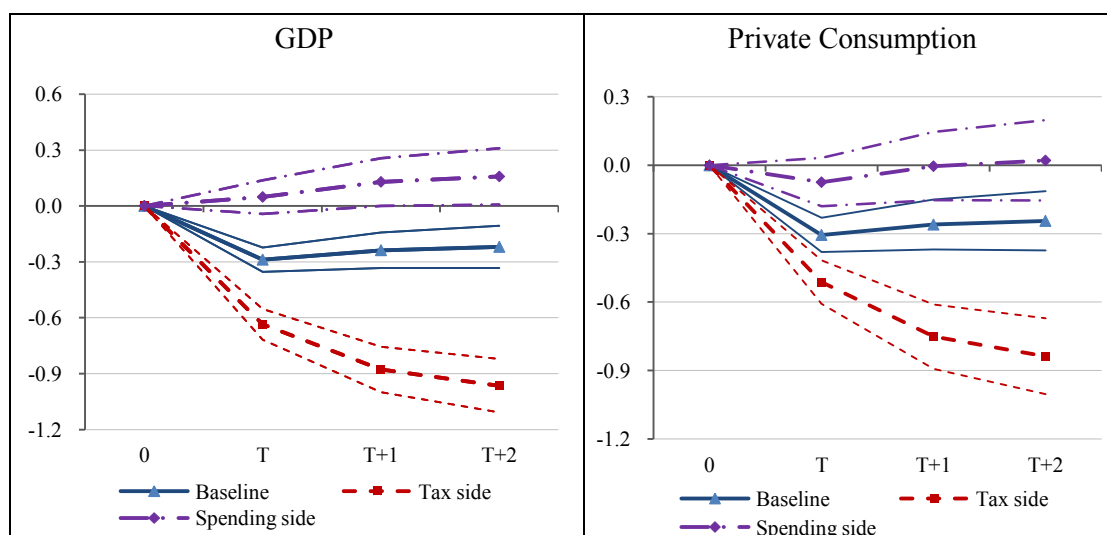 GDP
0.6
0.3
0.0
-0.3
-0.6
-0.9
-1.2
0 T T+1 T+2
Baseline Tax side
Spending side
Private Consumption
0.3
0.0
-0.3
-0.6
-0.9
-1.2
0 T T+1 T+2
Baseline Tax side
Spending side